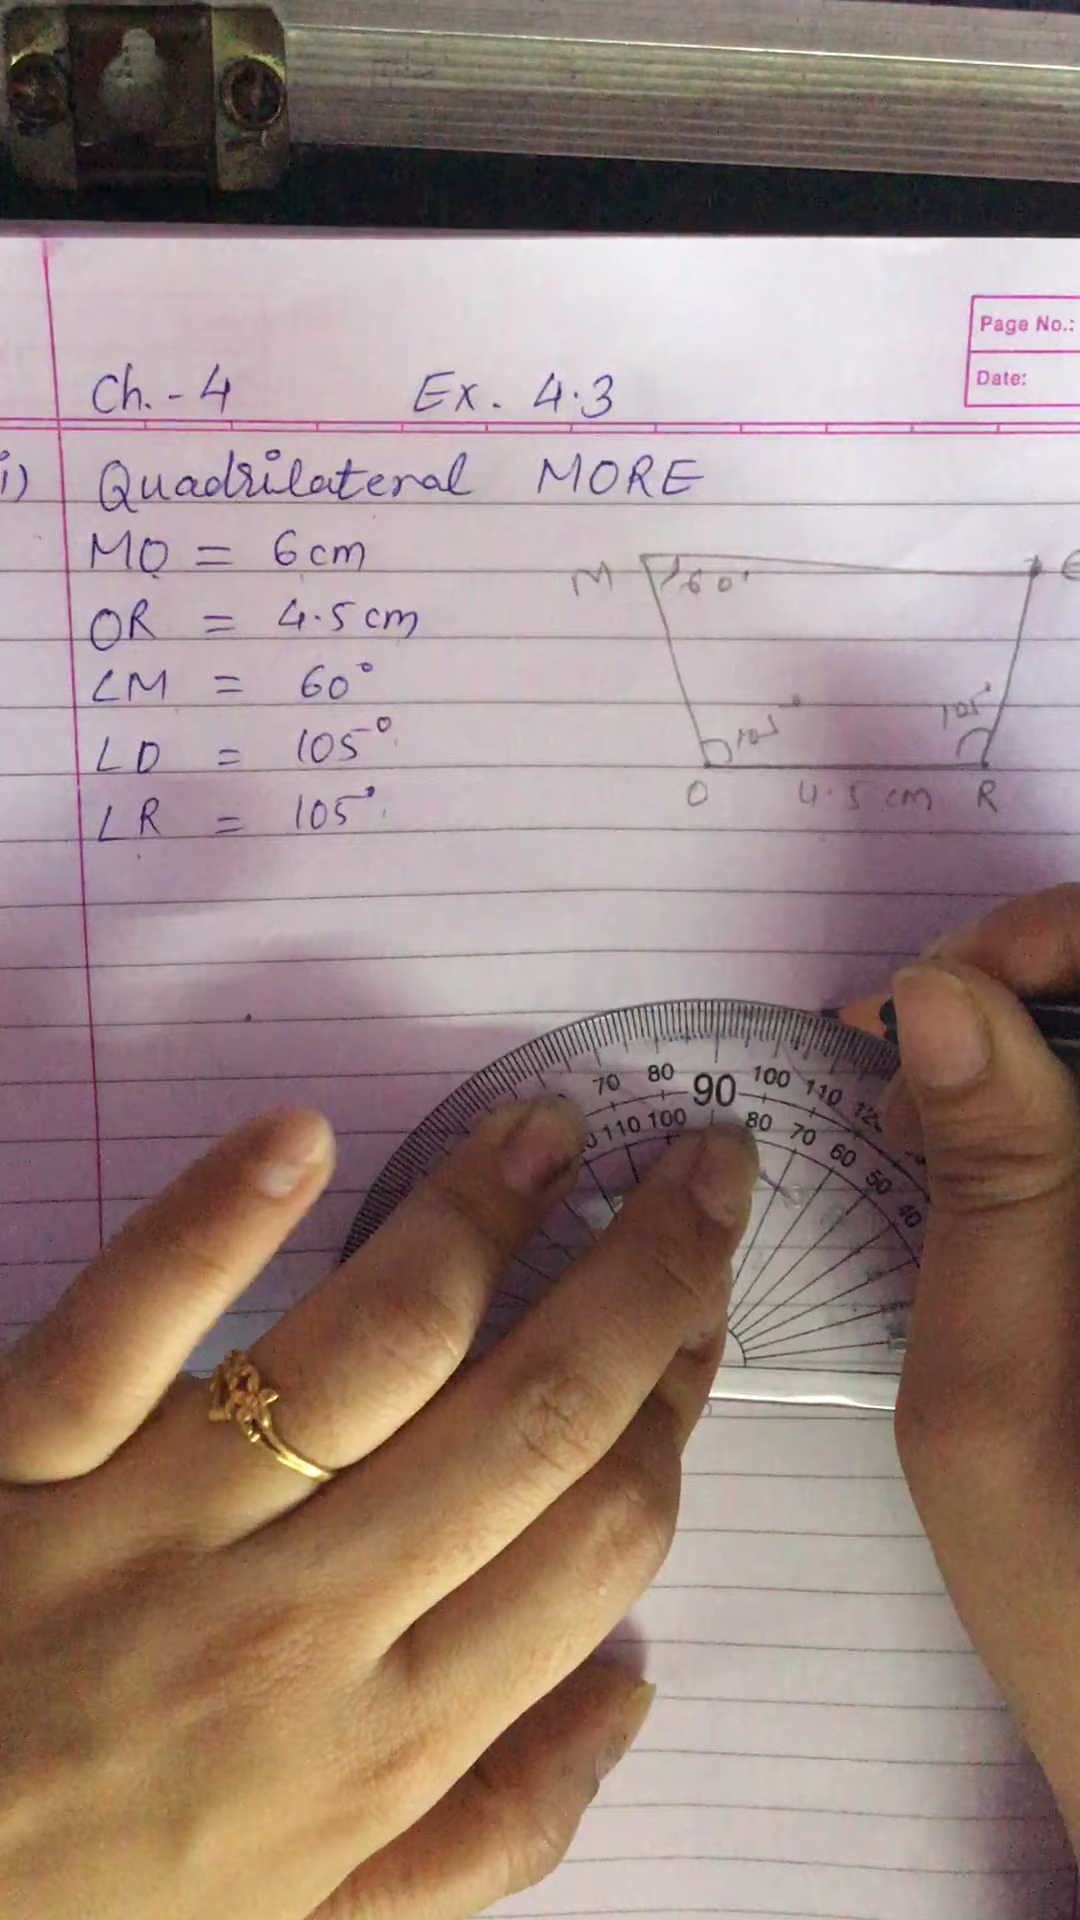 Page No.:
Date:
Ch.-4 Ex. 4.3
i) Quadrilateral MORE
MO = 6 cm
OR = 4.5 cm
∠M = 60°
∠O = 105°
∠R = 105°
M 60° E
105° 105°
O 4.5 cm R
70 80 90 100 110
110 100 80 70 60 50 40